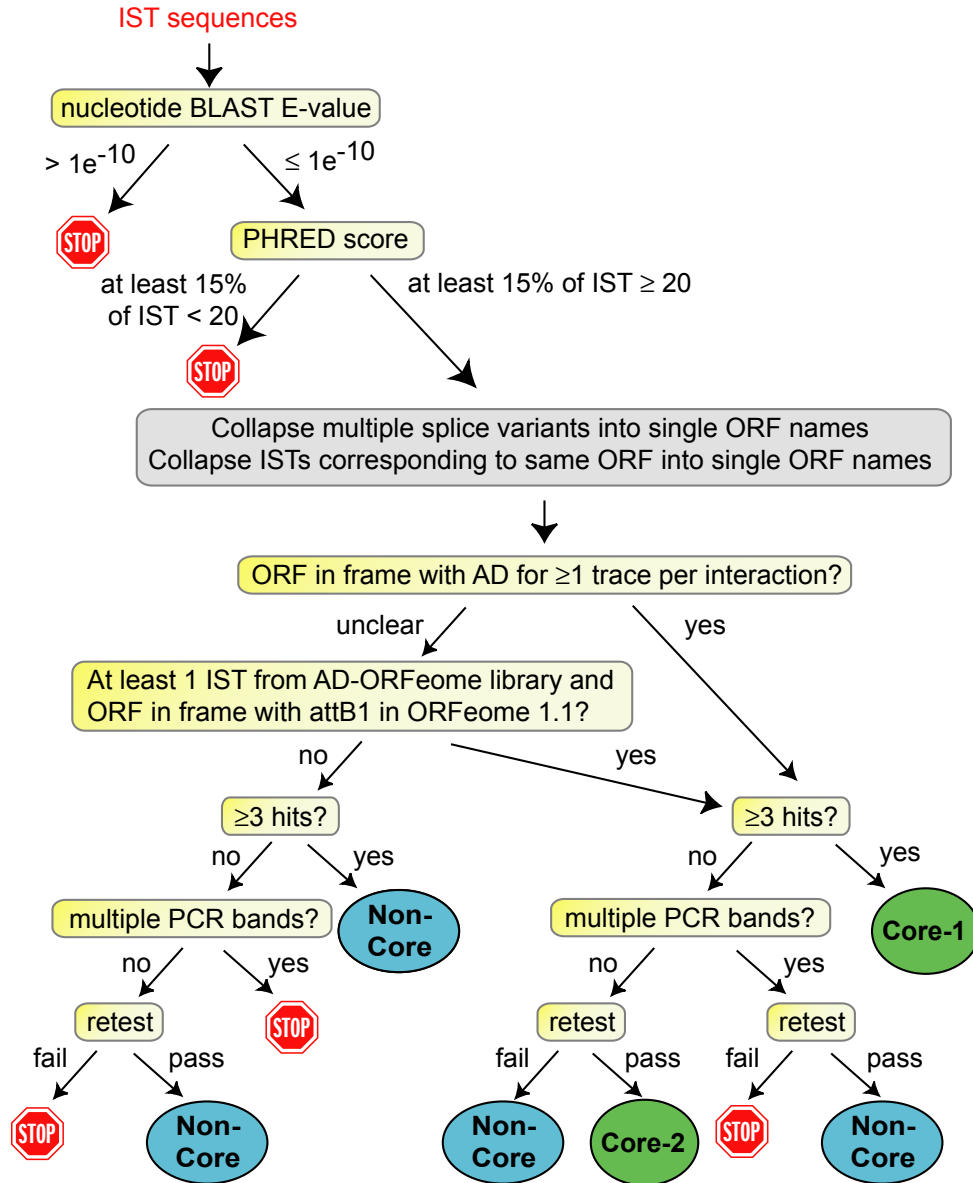 IST sequences
nucleotide BLAST E-value
> 1e-10
≤ 1e-10
STOP
PHRED score
at least 15%
of IST < 20
at least 15% of IST ≥ 20
STOP
Collapse multiple splice variants into single ORF names
Collapse ISTs corresponding to same ORF into single ORF names
ORF in frame with AD for ≥1 trace per interaction?
unclear
yes
At least 1 IST from AD-ORFeome library and
ORF in frame with attB1 in ORFeome 1.1?
no
yes
≥3 hits?
≥3 hits?
no
yes
no
yes
multiple PCR bands?
Non-
Core
multiple PCR bands?
Core-1
no
yes
no
yes
retest
STOP
retest
retest
fail
pass
fail
pass
fail
pass
STOP
Non-
Core
Non-
Core
Core-2
STOP
Non-
Core